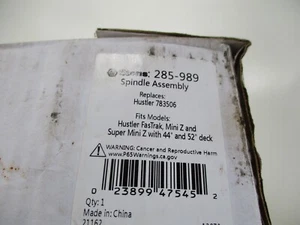 Stens: 285-989
Spindle Assembly
Replaces:
Hustler 783506
Fits Models:
Hustler FasTrak, Mini Z and
Super Mini Z with 44" and 52" deck
WARNING: Cancer and Reproductive Harm
www.P65Warnings.ca.gov
0 23899 47545 2
Qty: 1
Made in: China
21162